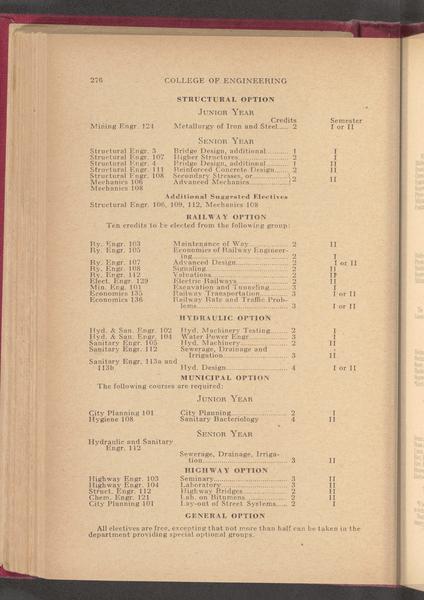 276 COLLEGE OF ENGINEERING
STRUCTURAL OPTION
JUNIOR YEAR
Credits Semester
Mining Engr. 124 Metallurgy of Iron and Steel..... 2 I or II
SENIOR YEAR
Structural Engr. 3 Bridge Design, additional.......... 1 I
Structural Engr. 107 Higher Structures..................... 2 I
Structural Engr. 4 Bridge Design, additional.......... 1 II
Structural Engr. 111 Reinforced Concrete Design...... 2 II
Structural Engr. 108 Secondary Stresses, or.............
Mechanics 106 Advanced Mechanics............... 2 II
Mechanics 108
Additional Suggested Electives
Structural Engr. 106, 109, 112, Mechanics 108
RAILWAY OPTION
Ten credits to be elected from the following group:
Ry. Engr. 103 Maintenance of Way................. 2 II
Ry. Engr. 105 Economics of Railway Engineer-
ing............................................. 2 I
Ry. Engr. 107 Advanced Design....................... 2 I or II
Ry. Engr. 108 Signaling................................. 2 II
Ry. Engr. 112 Valuations............................... 2 II
Elect. Engr. 129 Electric Railways..................... 2 II
Min. Eng. 101 Excavation and Tunneling......... 3 I
Economics 135 Railway Transportation............. 3 I or II
Economics 136 Railway Rate and Traffic Prob-
lems.......................................... 3 I or II
HYDRAULIC OPTION
Hyd. & San. Engr. 102 Hyd. Machinery Testing.......... 2 I
Hyd. & San. Engr. 104 Water Power Engr................... 3 I
Sanitary Engr. 105 Hyd. Machinery...................... 2 II
Sanitary Engr. 112 Sewerage, Drainage and
Irrigation.............................. 3 II
Sanitary Engr. 113a and
113b Hyd. Design............................. 4 I or II
MUNICIPAL OPTION
The following courses are required:
JUNIOR YEAR
City Planning 101 City Planning.......................... 2 I
Hygiene 108 Sanitary Bacteriology 4 II
SENIOR YEAR
Hydraulic and Sanitary
Engr. 112
Sewerage, Drainage, Irriga-
tion......................................... 3 II
HIGHWAY OPTION
Highway Engr. 103 Seminary................................. 3 II
Highway Engr. 104 Laboratory............................... 3 II
Struct. Engr. 112 Highway Bridges..................... 2 II
Chem. Engr. 121 Lab. on Bitumens ................... 2 II
City Planning 101 Lay-out of Street Systems....... 2 I
GENERAL OPTION
All electives are free, excepting that not more than half can be taken in the
department providing special optional groups.